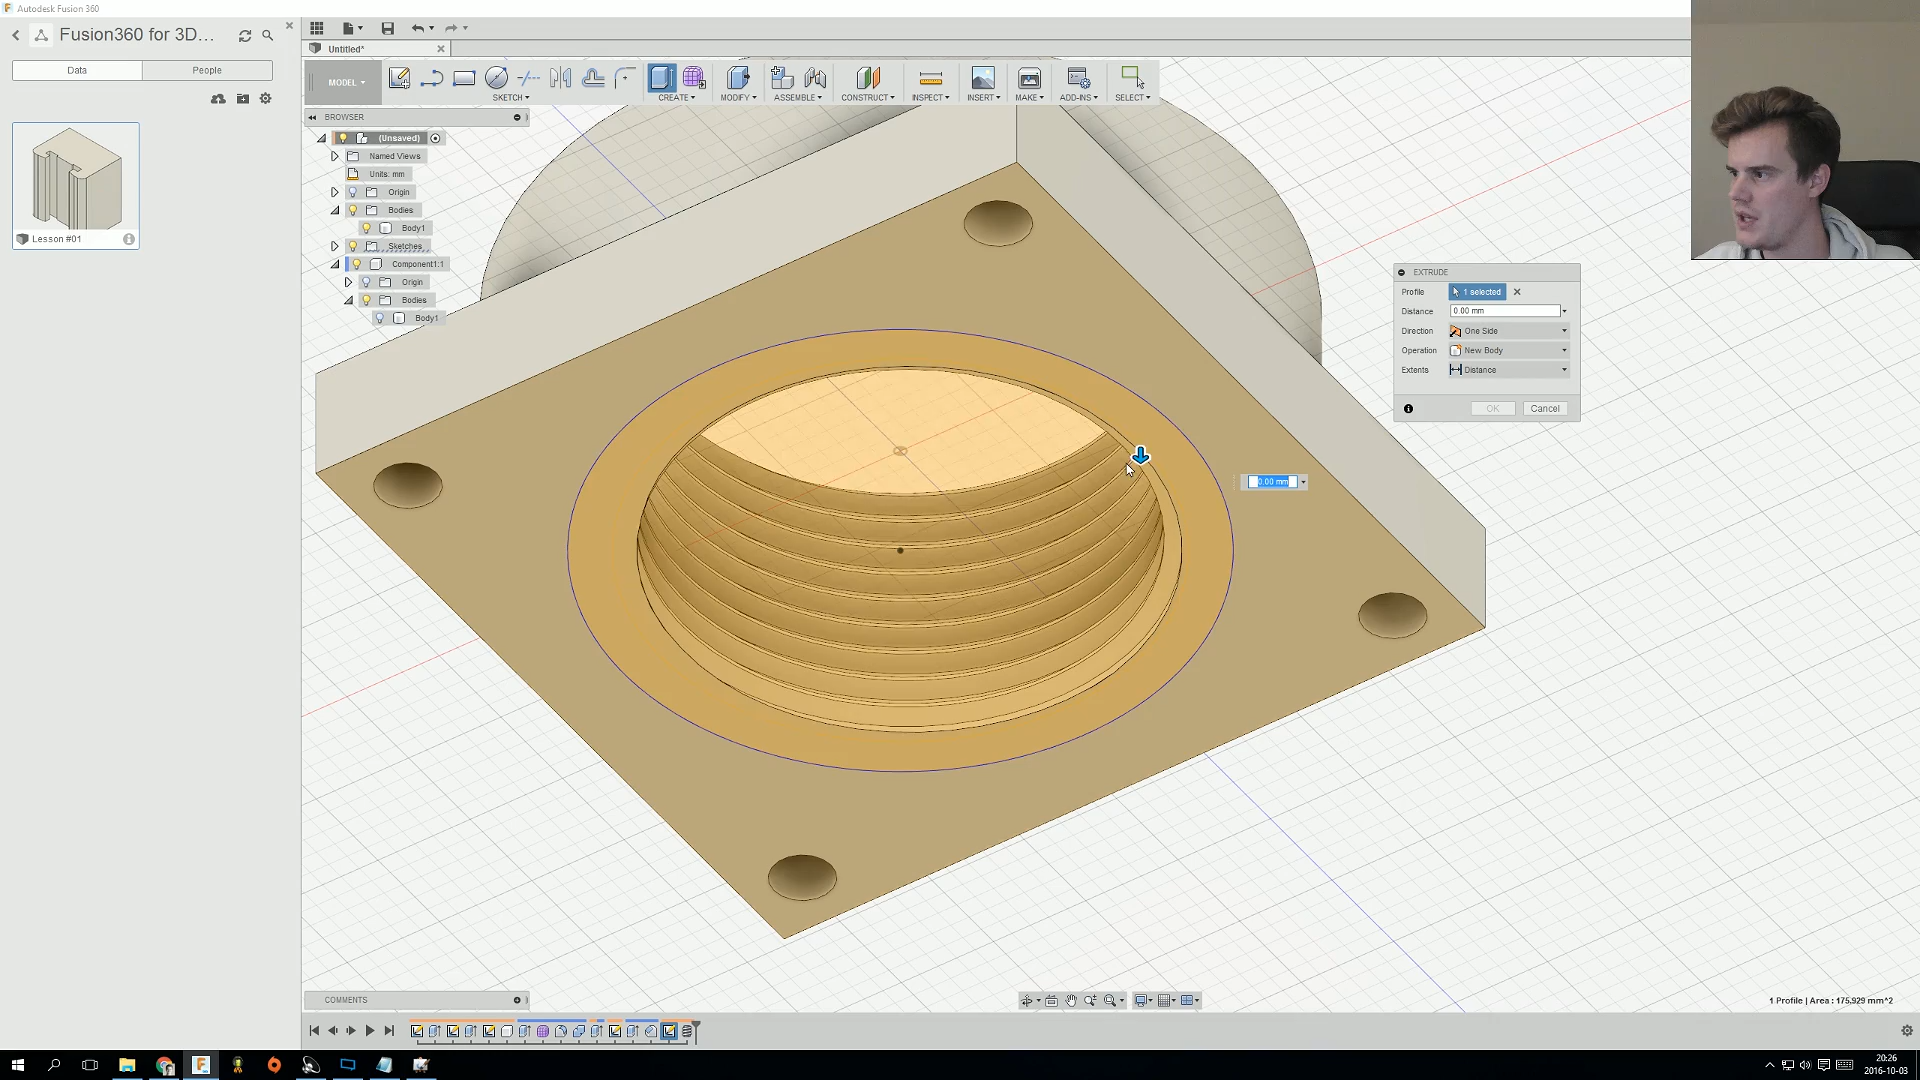 Autodesk Fusion 360
Fusion360 for 3D...
Data
People
Lesson #01
Untitled*
MODEL
SKETCH
CREATE
MODIFY
ASSEMBLE
CONSTRUCT
INSPECT
INSERT
MAKE
ADD-INS
SELECT
BROWSER
(Unsaved)
Named Views
Units: mm
Origin
Bodies
Body1
Sketches
Component1:1
Origin
Bodies
Body1
EXTRUDE
Profile 1 selected
Distance 0.00 mm
Direction One Side
Operation New Body
Extents Distance
OK Cancel
0.00 mm
COMMENTS
1 Profile | Area : 175.929 mm^2
20:26
2016-10-03